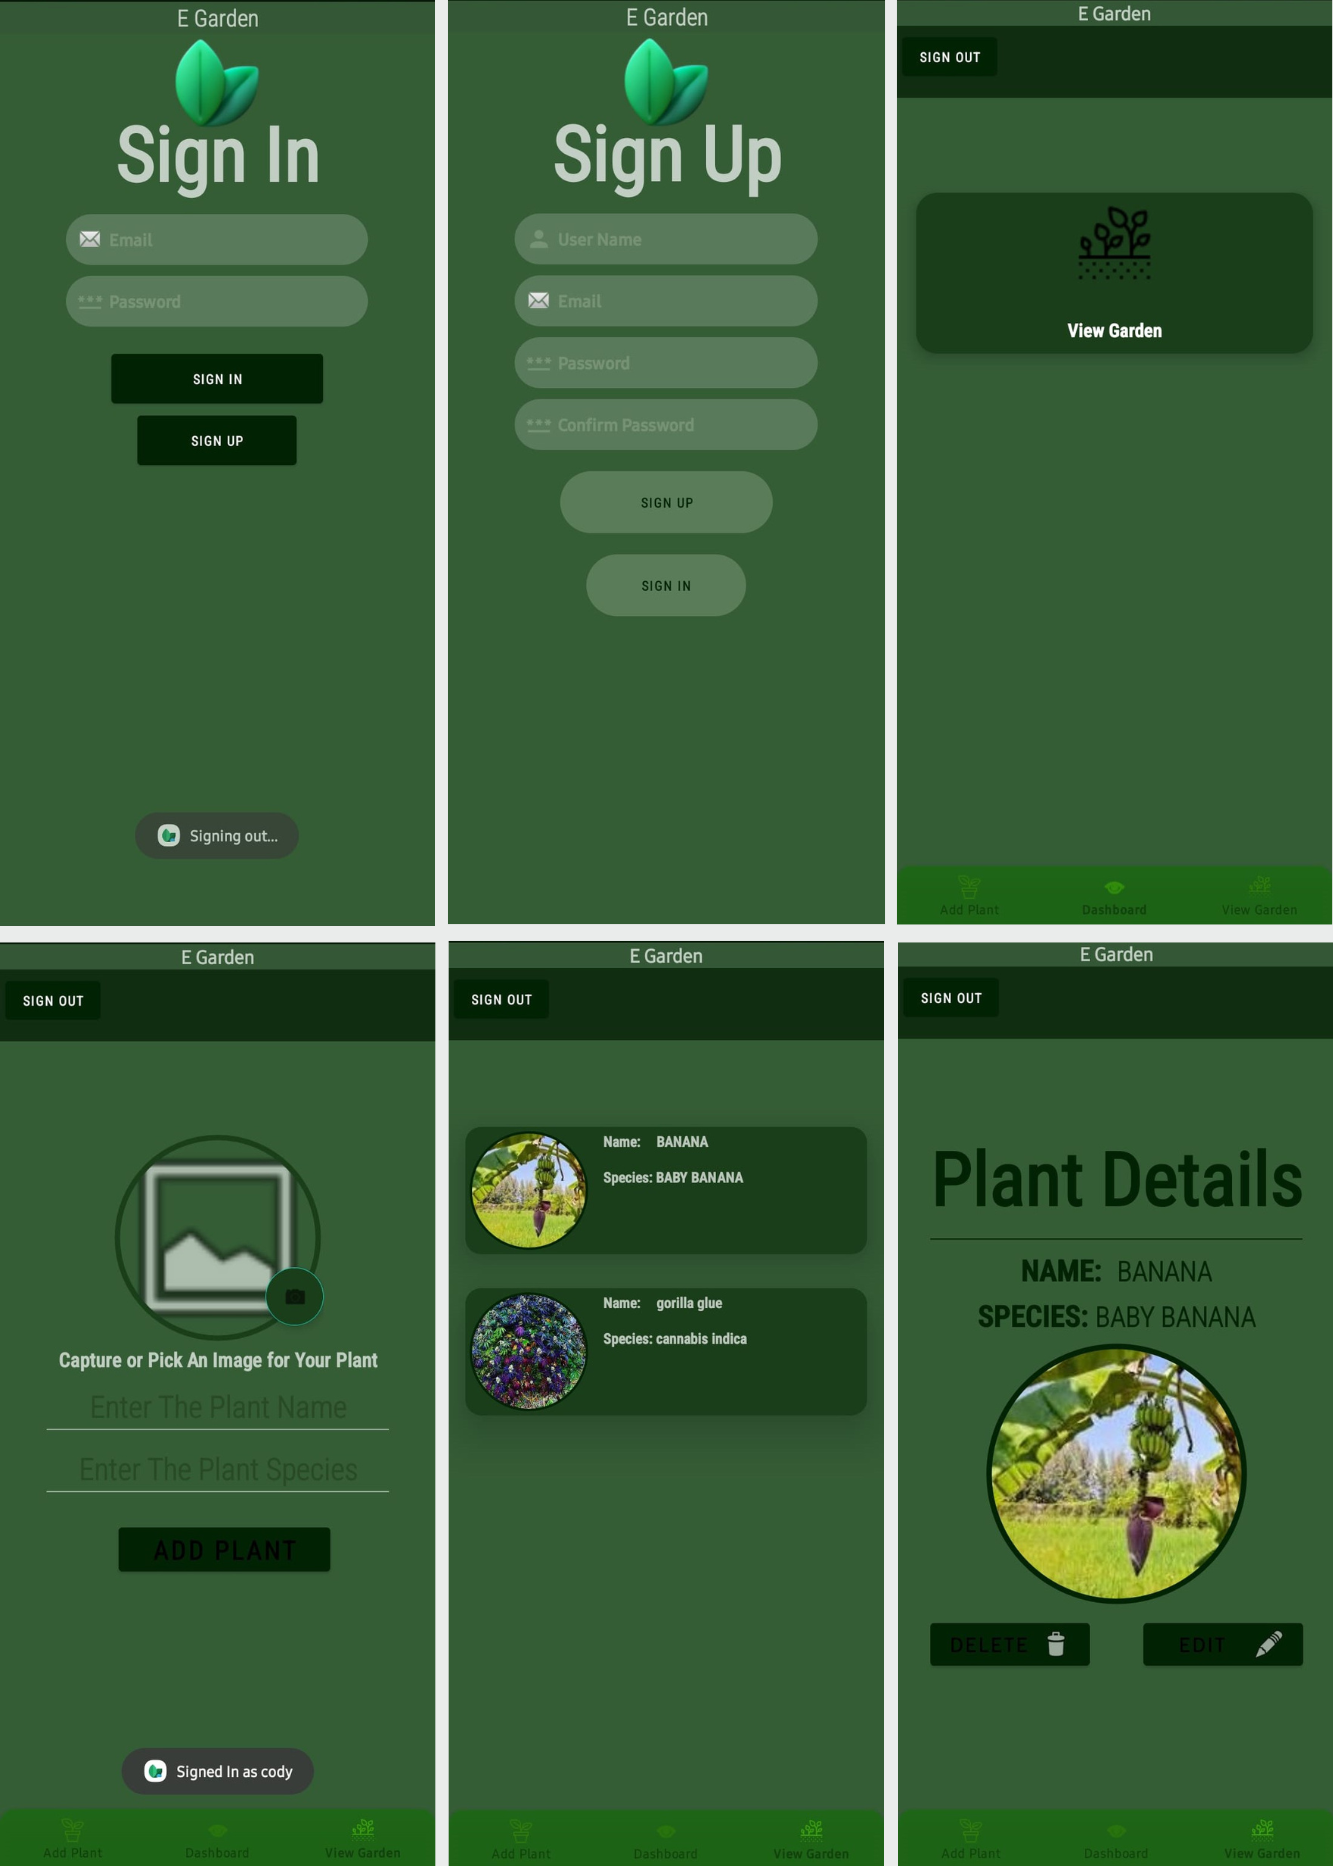 E Garden
Sign In
Email
Password
SIGN IN
SIGN UP
Signing out...
E Garden
Sign Up
User Name
Email
Password
Confirm Password
SIGN UP
SIGN IN
E Garden
SIGN OUT
View Garden
Add Plant Dashboard View Garden
E Garden
SIGN OUT
Capture or Pick An Image for Your Plant
Enter The Plant Name
Enter The Plant Species
ADD PLANT
Signed In as cody
Add Plant Dashboard View Garden
E Garden
SIGN OUT
Name: BANANA
Species: BABY BANANA
Name: gorilla glue
Species: cannabis indica
Add Plant Dashboard View Garden
E Garden
SIGN OUT
Plant Details
NAME: BANANA
SPECIES: BABY BANANA
DELETE EDIT
Add Plant Dashboard View Garden